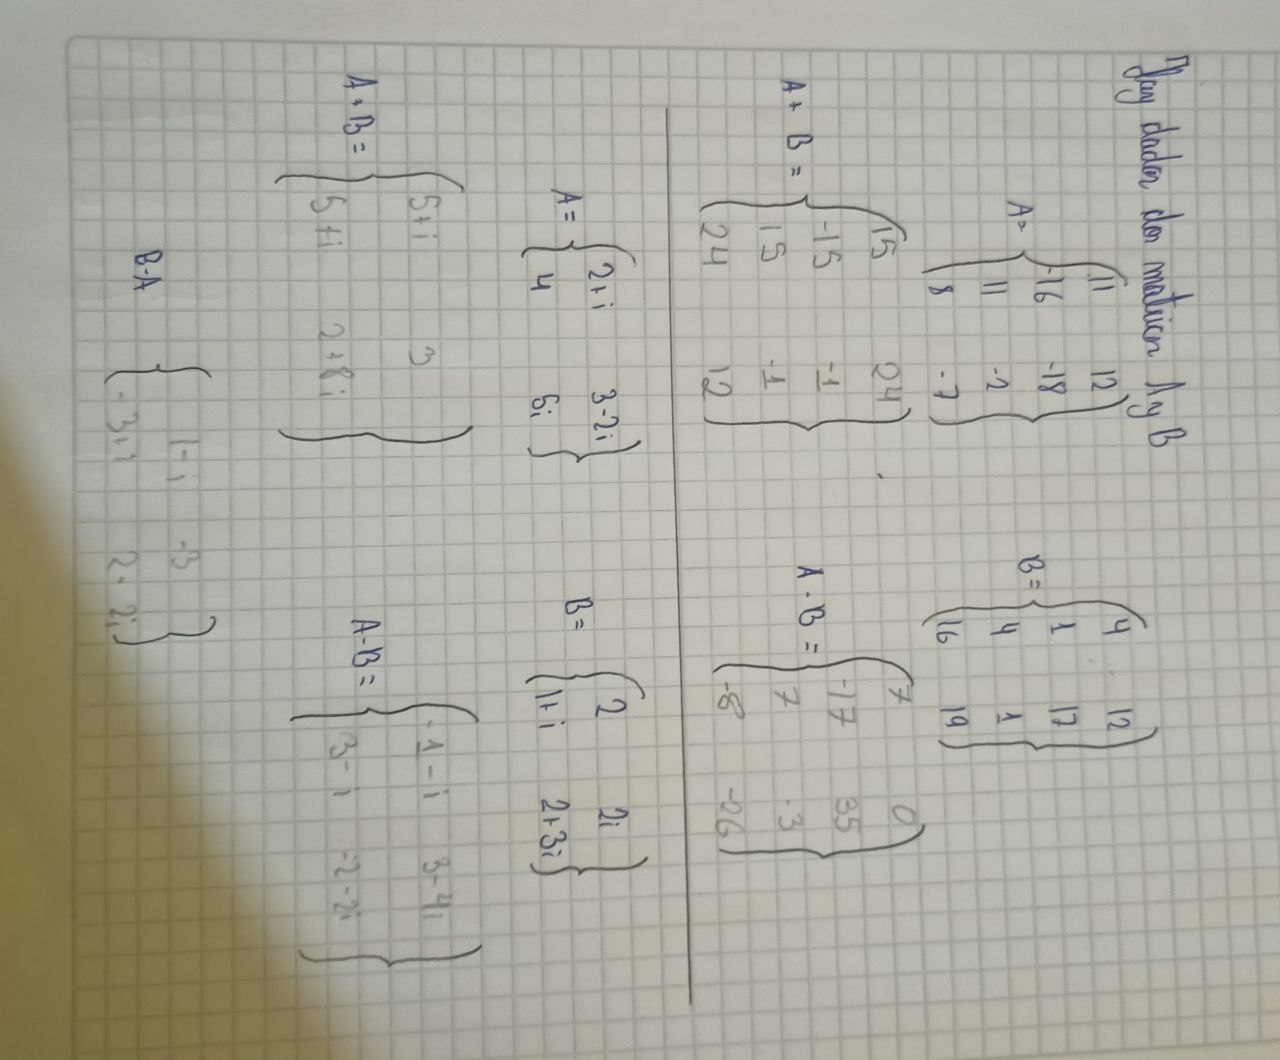 Hay dadas dos matrices A y B
A= { 11 12 B= { 4 12
-16 -18 1 17
11 -2 4 1
8 -7 } 16 19 }
A + B = { 15 24 A - B = { 7 0
-15 -1 -17 35
15 -1 7 -3
24 12 } -8 -26 }
A = { 2+i 3-2i B = { 2 2i
4 5i } 1+i 2+3i }
A + B = { 5+i 3 A-B = { -1-i 3-4i
5+i 2+8i } 3-i -2-2i }
B-A { 1-i -3
-3+i 2-2i }